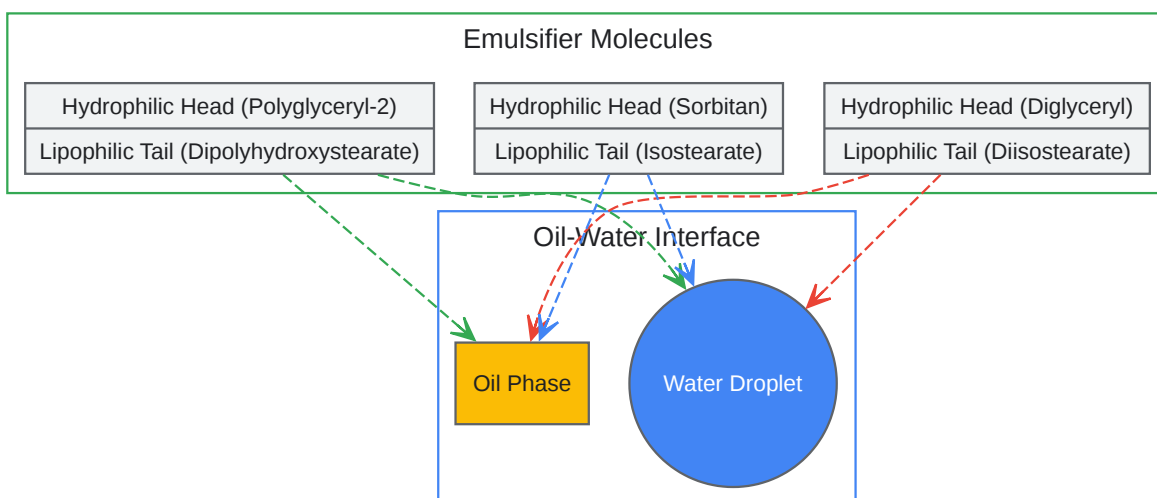 Emulsifier Molecules
Hydrophilic Head (Polyglyceryl-2)
Lipophilic Tail (Dipolyhydroxystearate)
Hydrophilic Head (Sorbitan)
Lipophilic Tail (Isostearate)
Hydrophilic Head (Diglyceryl)
Lipophilic Tail (Diisostearate)
Oil-Water Interface
Oil Phase
Water Droplet